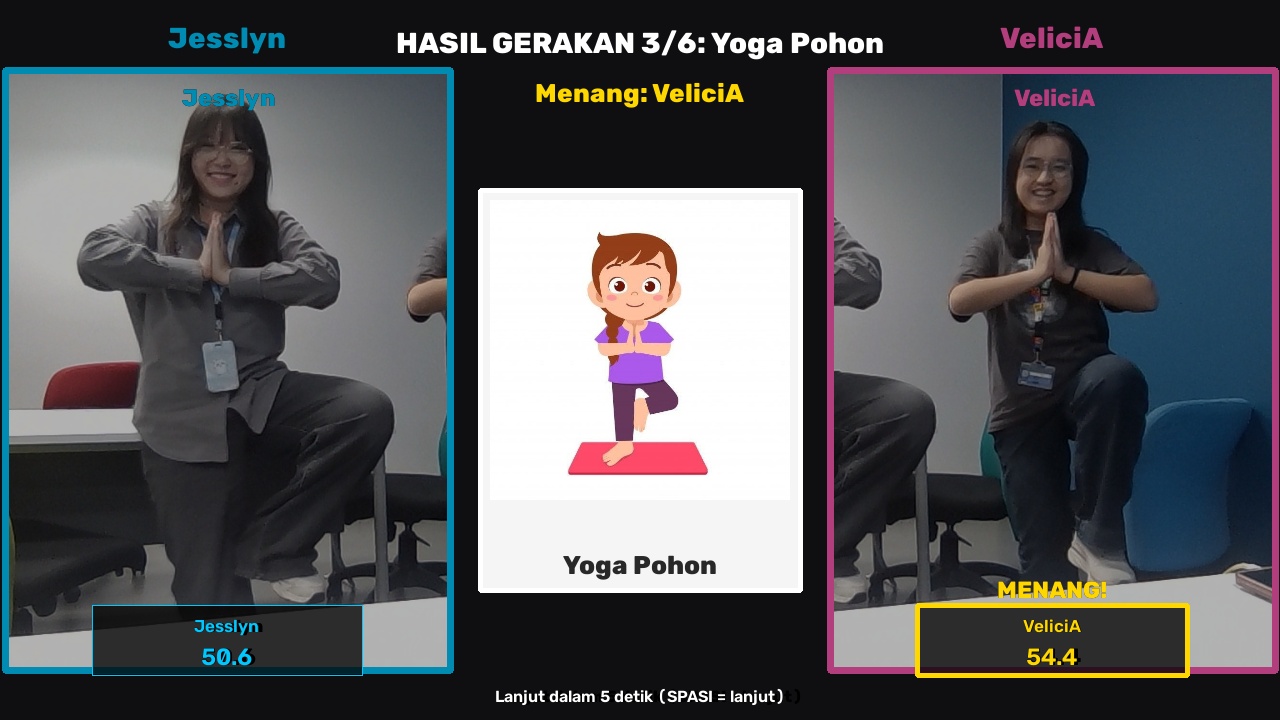 Jesslyn
HASIL GERAKAN 3/6: Yoga Pohon
VeliciA
Menang: VeliciA
Jesslyn
VeliciA
Yoga Pohon
MENANG!
Jesslyn
50.6
VeliciA
54.4
Lanjut dalam 5 detik (SPASI = lanjut)